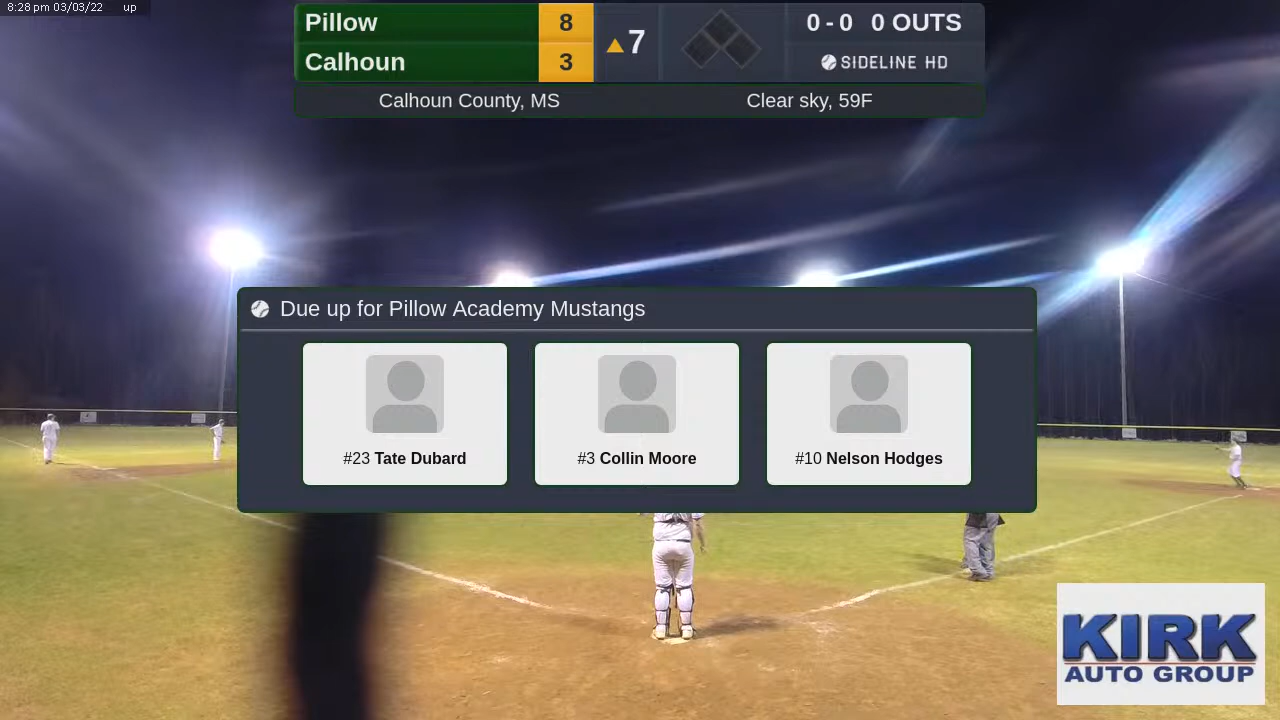 8:28 pm 03/03/22 up
Pillow 8
Calhoun 3
7
0 - 0 0 OUTS
SIDELINE HD
Calhoun County, MS
Clear sky, 59F
Due up for Pillow Academy Mustangs
#23 Tate Dubard
#3 Collin Moore
#10 Nelson Hodges
KIRK
AUTO GROUP